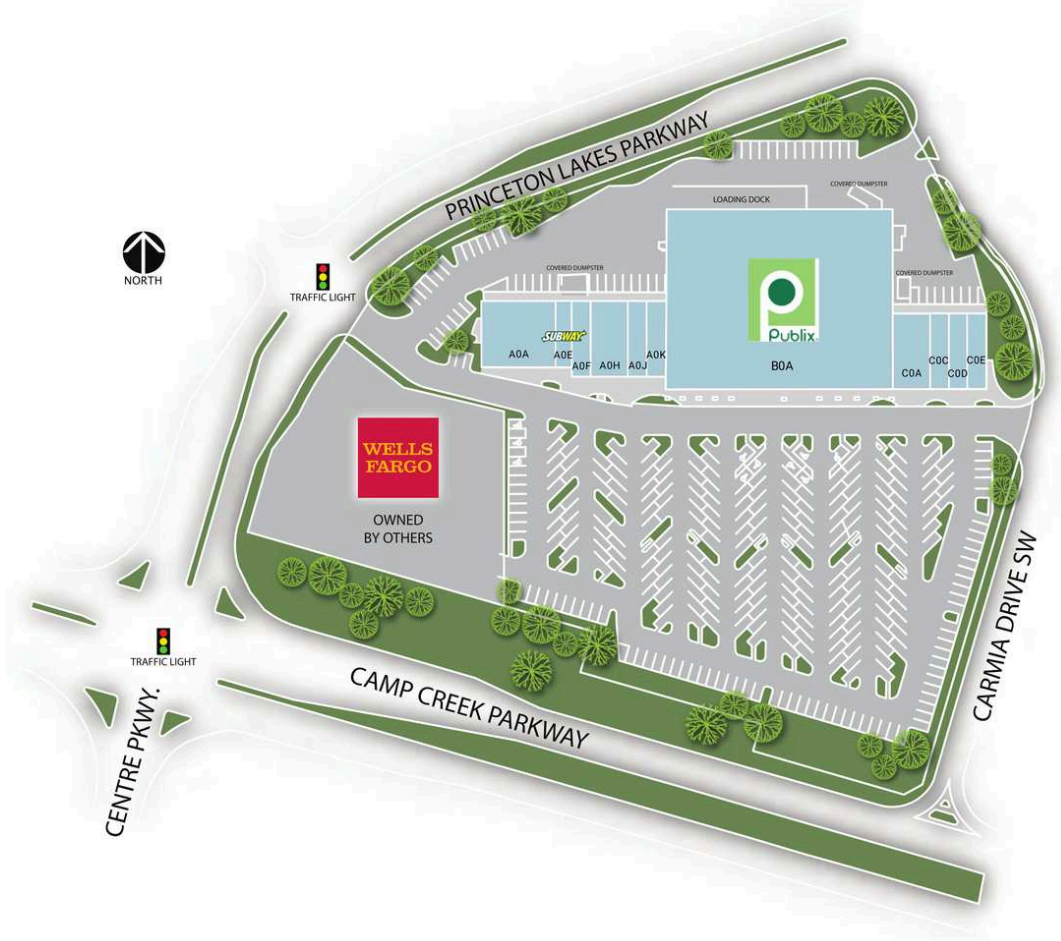 PRINCETON LAKES PARKWAY
NORTH
TRAFFIC LIGHT
LOADING DOCK
COVERED DUMPSTER
COVERED DUMPSTER
COVERED DUMPSTER
Publix
SUBWAY
A0A
A0E
A0F
A0H
A0J
A0K
B0A
C0A
C0C
C0D
C0E
WELLS
FARGO
OWNED
BY OTHERS
CARMIA DRIVE SW
TRAFFIC LIGHT
CAMP CREEK PARKWAY
CENTRE PKWY.